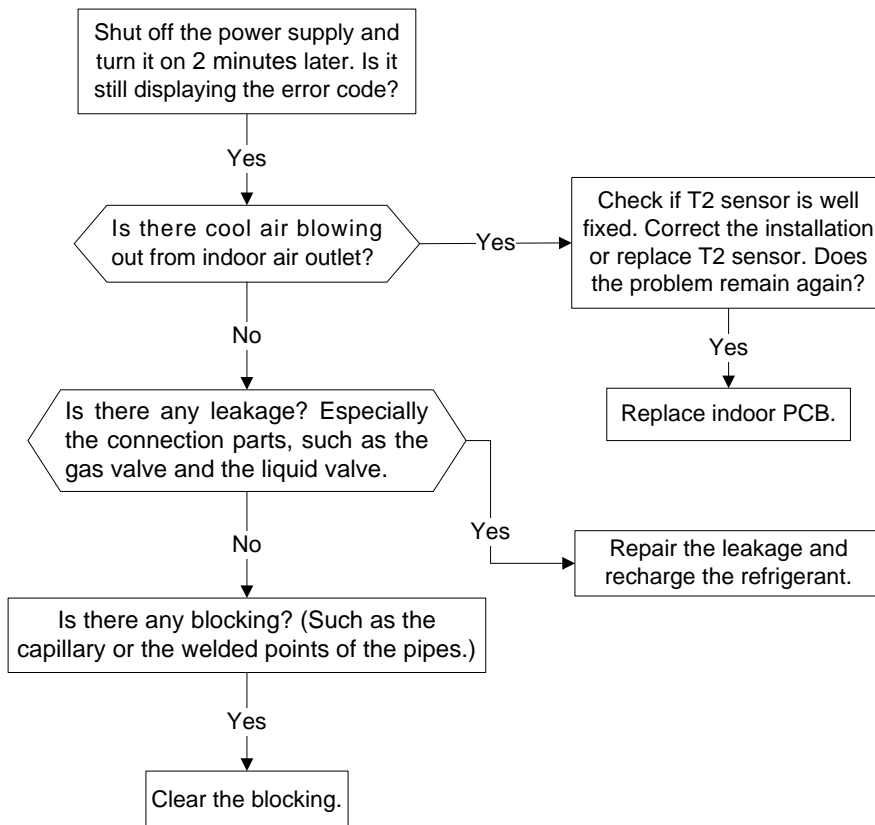 Shut off the power supply and
turn it on 2 minutes later. Is it
still displaying the error code?
Yes
Is there cool air blowing
out from indoor air outlet?
Yes
Check if T2 sensor is well
fixed. Correct the installation
or replace T2 sensor. Does
the problem remain again?
Yes
Replace indoor PCB.
No
Is there any leakage? Especially
the connection parts, such as the
gas valve and the liquid valve.
Yes
Repair the leakage and
recharge the refrigerant.
No
Is there any blocking? (Such as the
capillary or the welded points of the pipes.)
Yes
Clear the blocking.